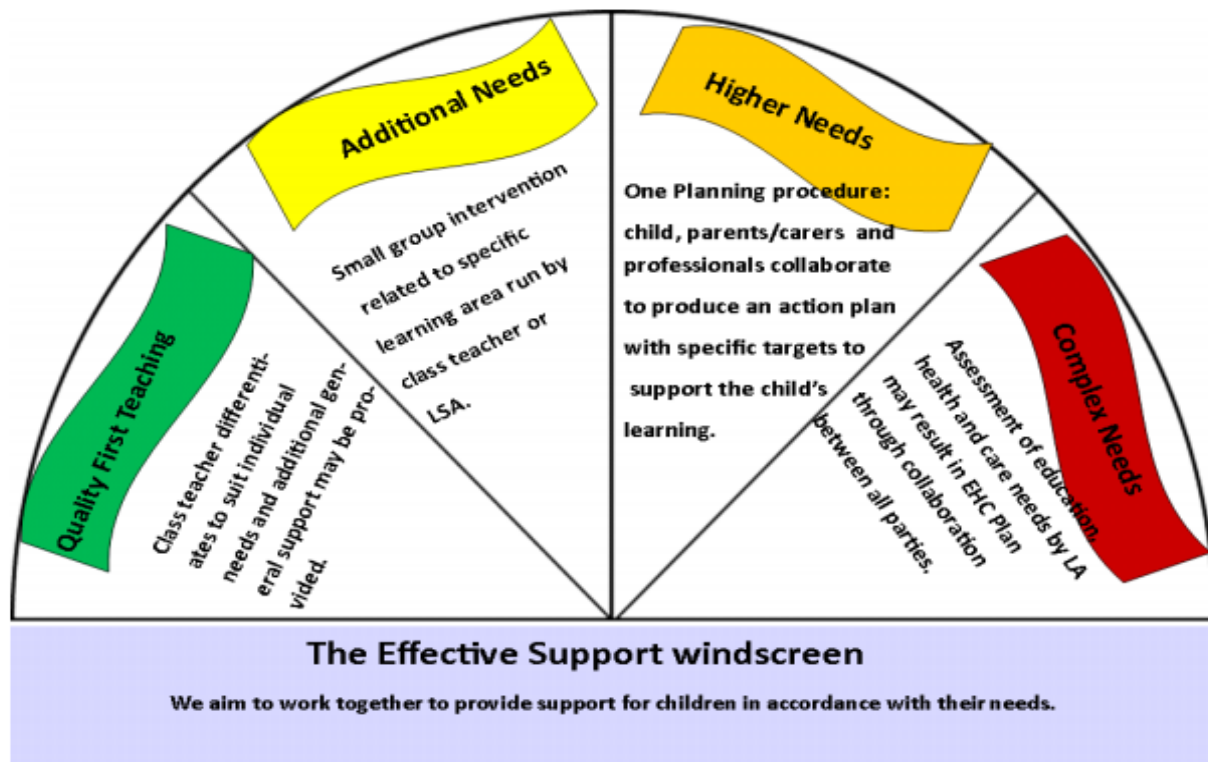 Quality First Teaching
Class teacher differenti-
ates to suit individual
needs and additional gen-
eral support may be pro-
vided.
Additional Needs
Small group intervention
related to specific
learning area run by
class teacher or
LSA.
Higher Needs
One Planning procedure:
child, parents/carers and
professionals collaborate
to produce an action plan
with specific targets to
support the child's
learning.
Complex Needs
Assessment of education,
health and care needs by LA
may result in EHC Plan
through collaboration
between all parties.
The Effective Support windscreen
We aim to work together to provide support for children in accordance with their needs.